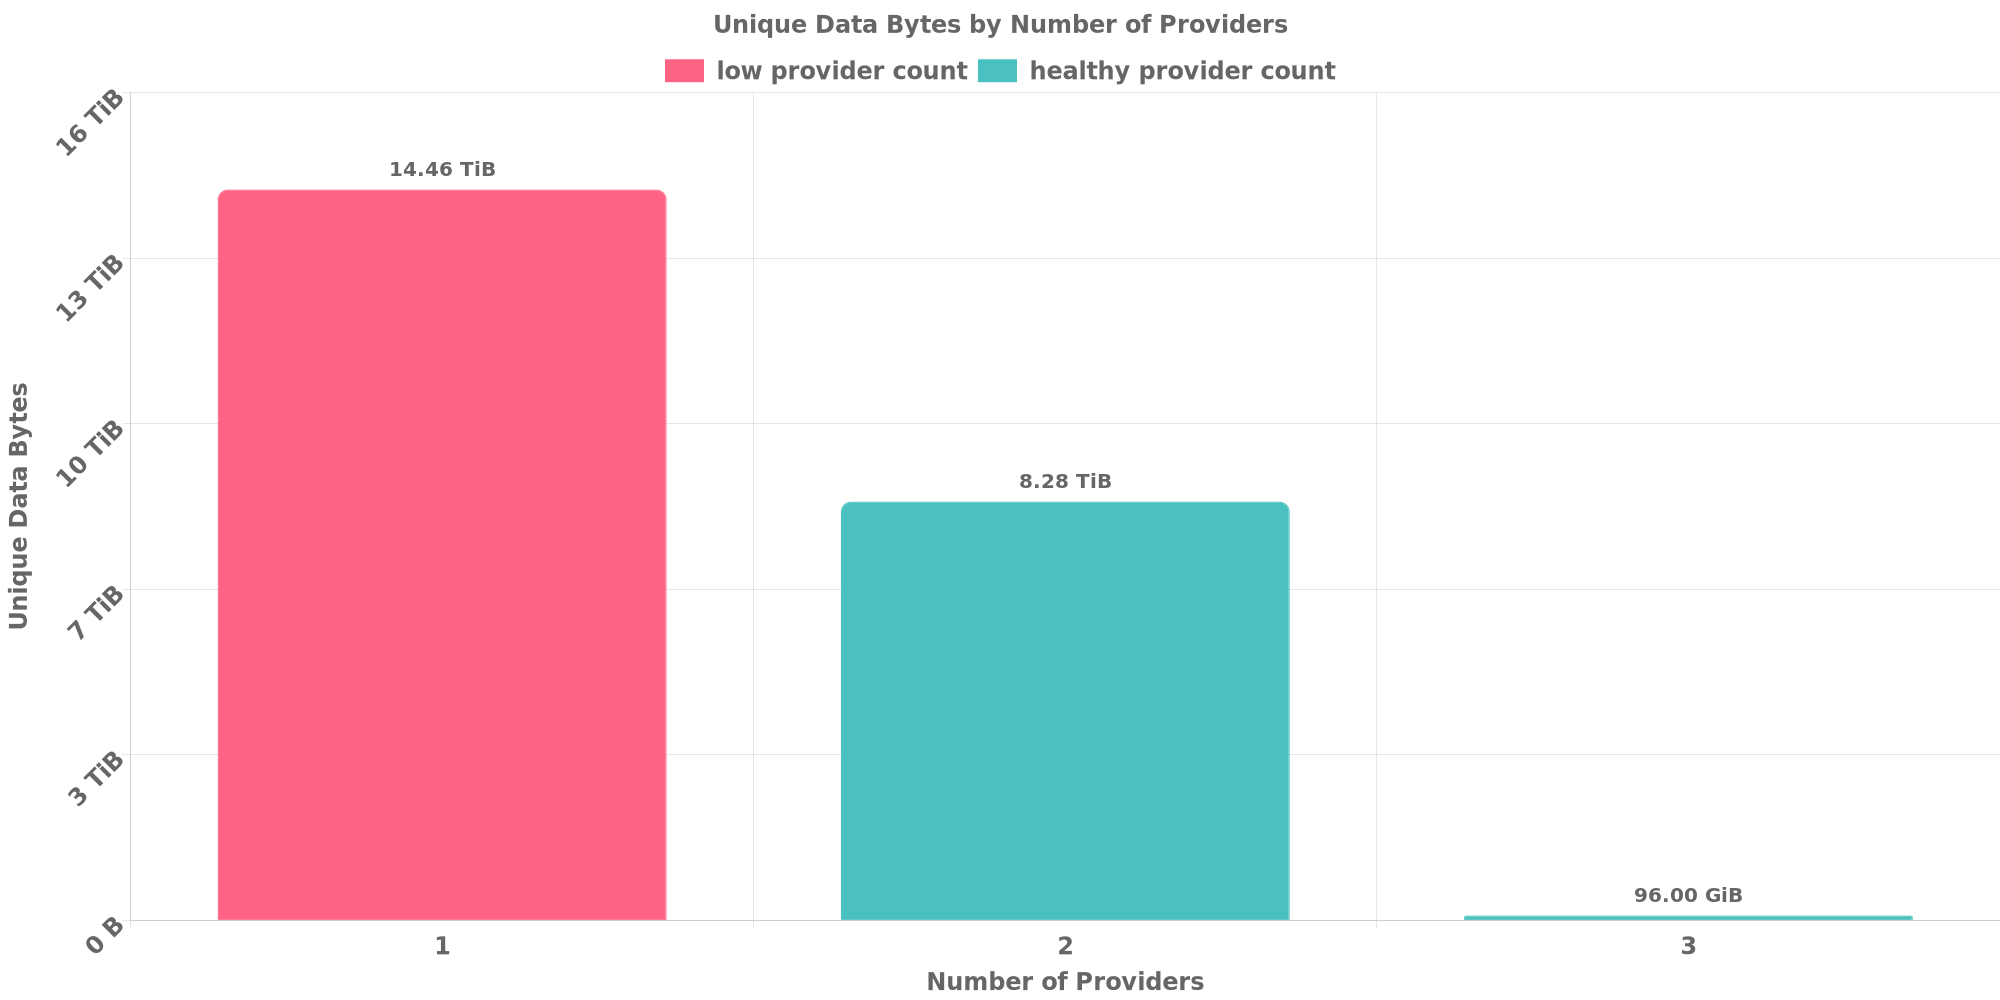 Unique Data Bytes by Number of Providers
low provider count
healthy provider count
16 TiB
13 TiB
10 TiB
7 TiB
3 TiB
0 B
Unique Data Bytes
14.46 TiB
8.28 TiB
96.00 GiB
1
2
3
Number of Providers